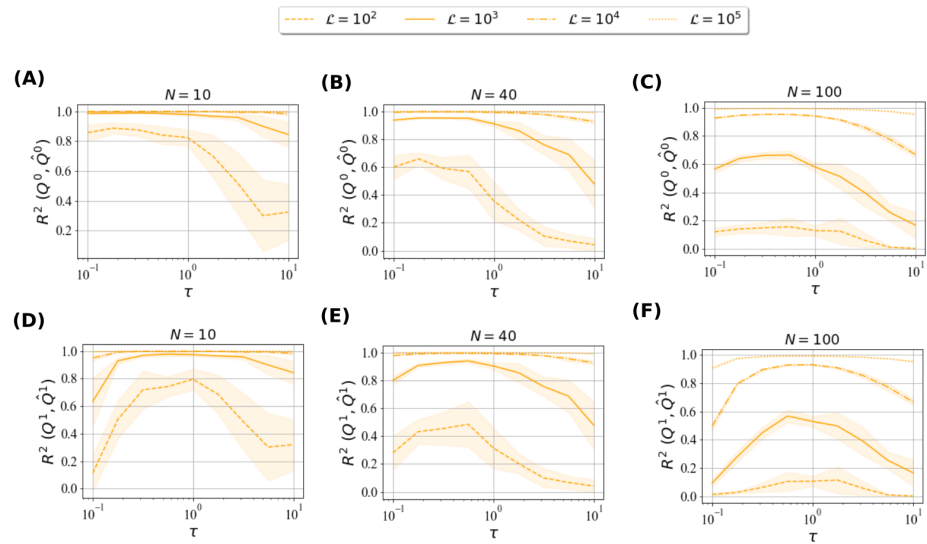 𝓛 = 10² 𝓛 = 10³ 𝓛 = 10⁴ 𝓛 = 10⁵
(A)
N = 10
1.0
0.8
0.6
0.4
0.2
R² (Q⁰, Q̂⁰)
10⁻¹ 10⁰ 10¹
τ
(B)
N = 40
1.0
0.8
0.6
0.4
0.2
0.0
R² (Q⁰, Q̂⁰)
10⁻¹ 10⁰ 10¹
τ
(C)
N = 100
1.0
0.8
0.6
0.4
0.2
0.0
R² (Q⁰, Q̂⁰)
10⁻¹ 10⁰ 10¹
τ
(D)
N = 10
1.0
0.8
0.6
0.4
0.2
0.0
R² (Q¹, Q̂¹)
10⁻¹ 10⁰ 10¹
τ
(E)
N = 40
1.0
0.8
0.6
0.4
0.2
0.0
R² (Q¹, Q̂¹)
10⁻¹ 10⁰ 10¹
τ
(F)
N = 100
1.0
0.8
0.6
0.4
0.2
0.0
R² (Q¹, Q̂¹)
10⁻¹ 10⁰ 10¹
τ